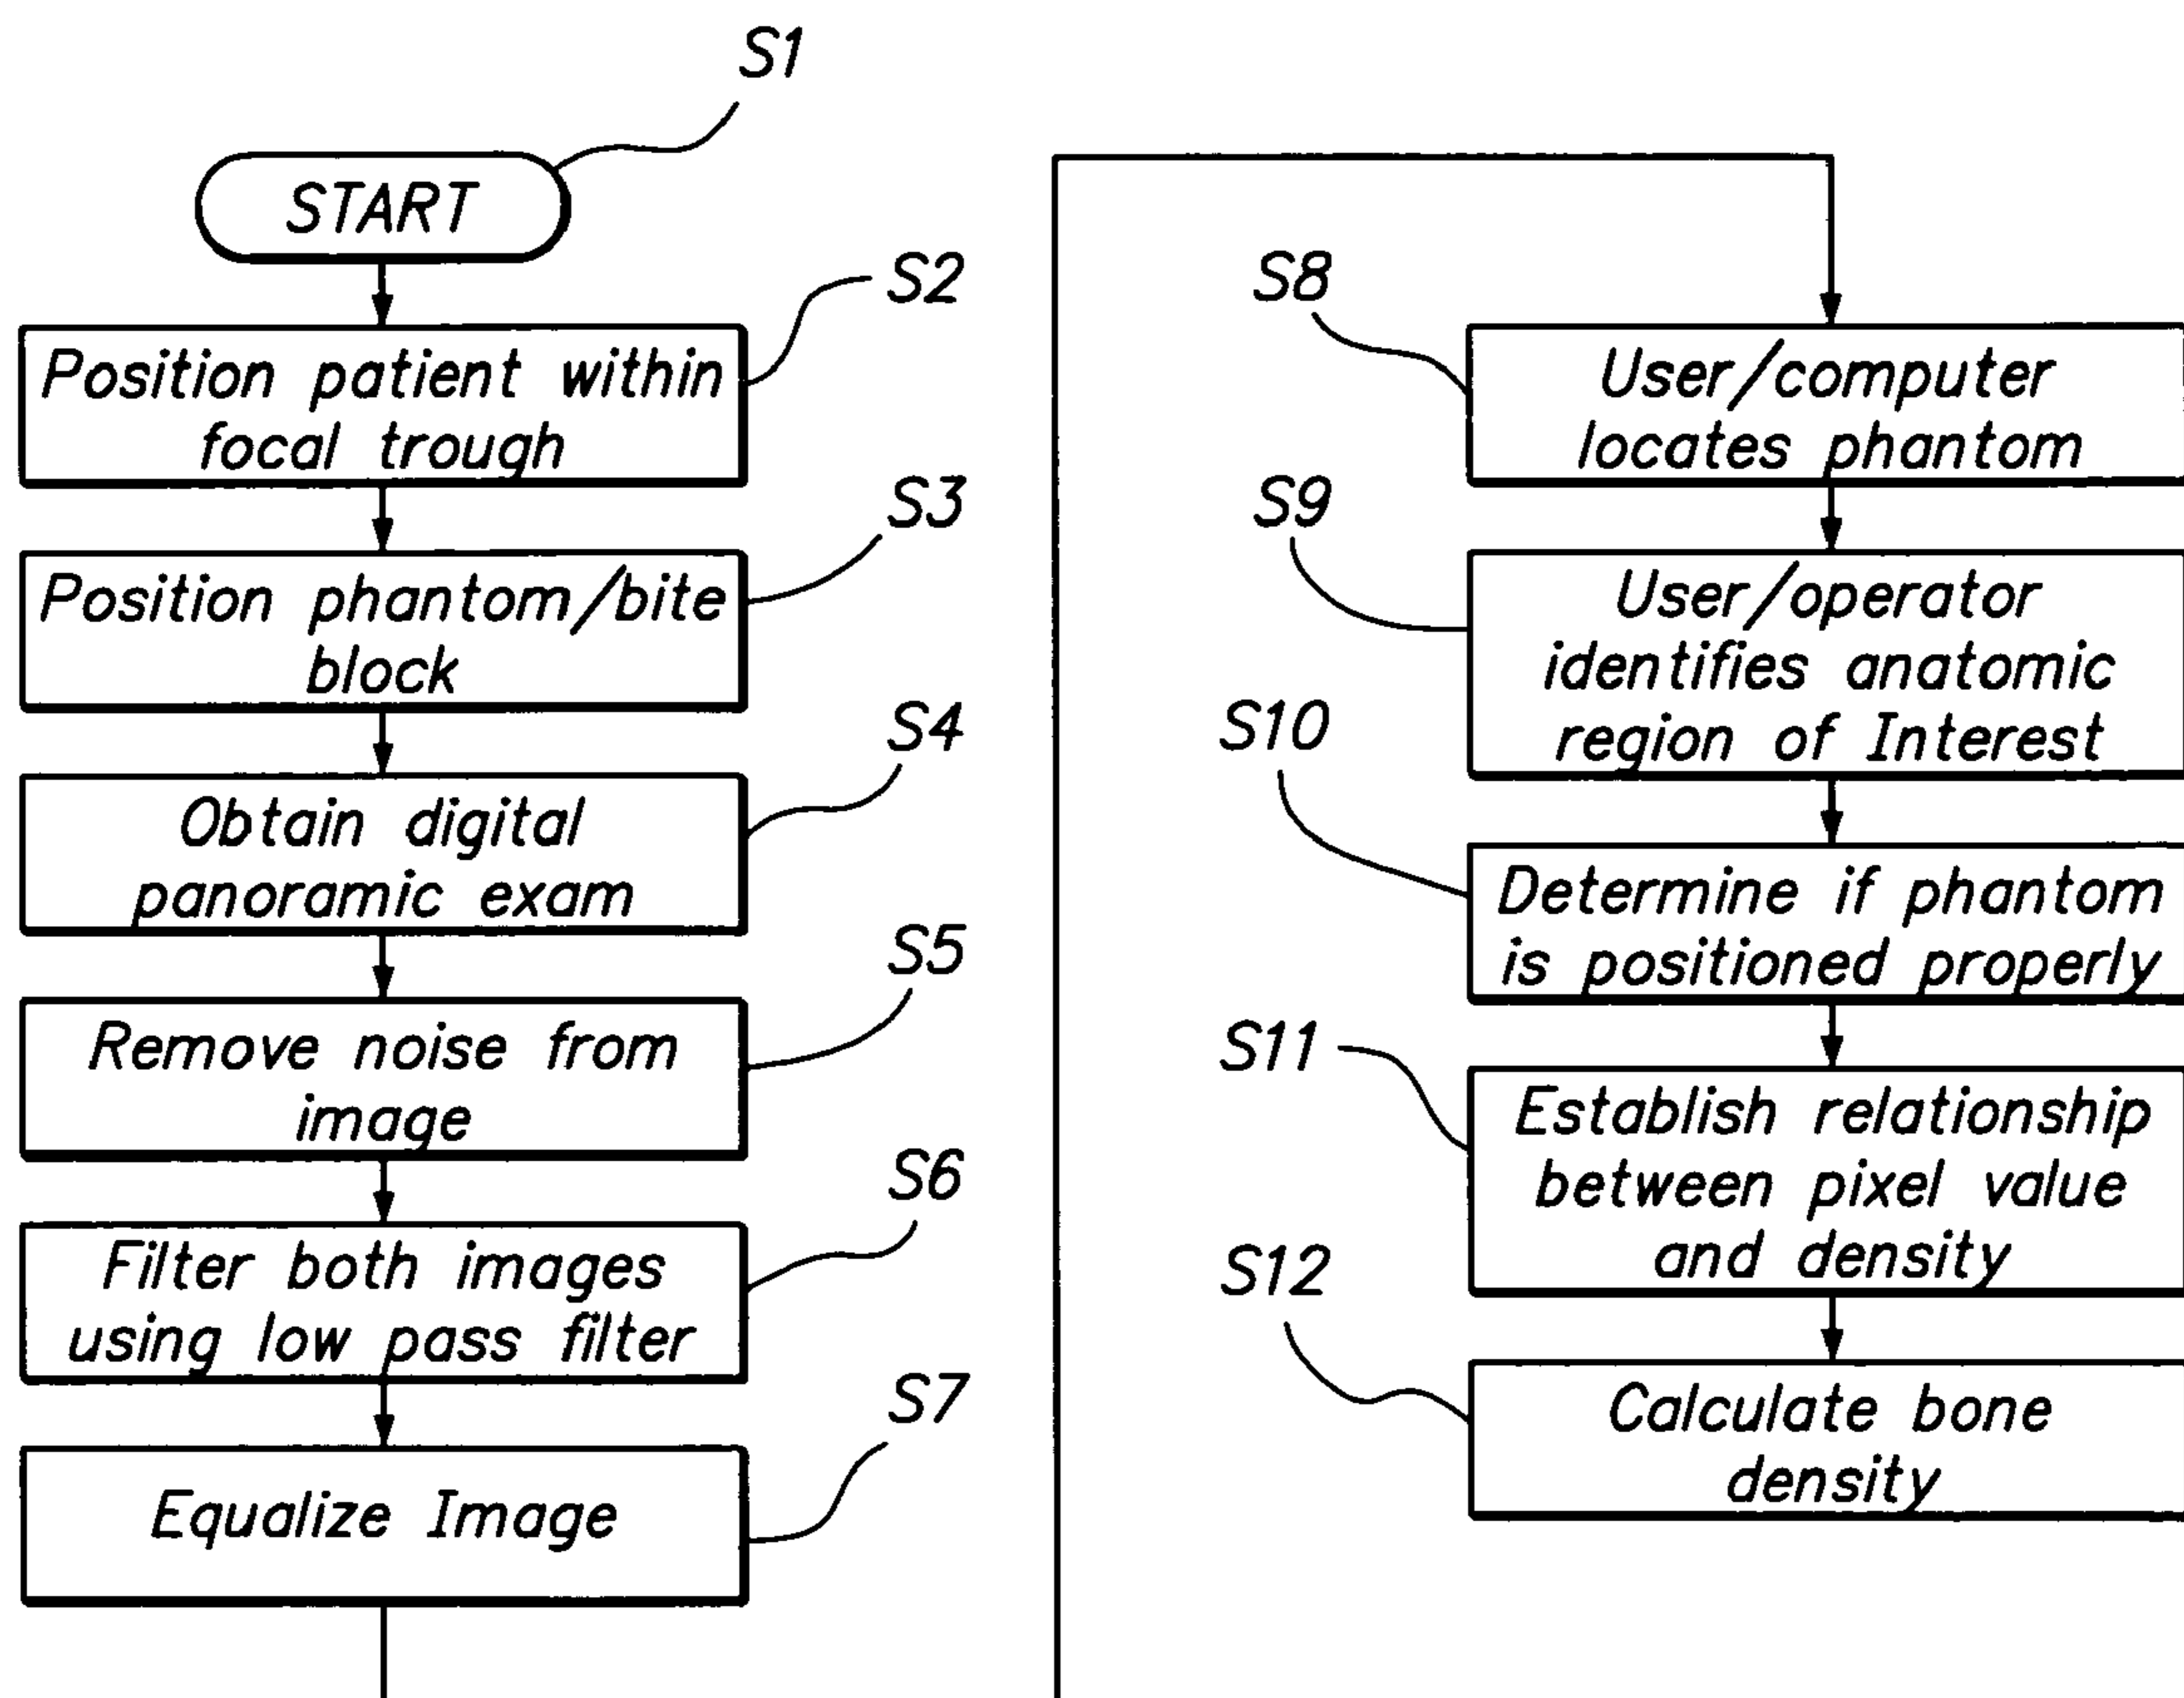 S1
START
S2
Position patient within
focal trough
S3
Position phantom/bite
block
S4
Obtain digital
panoramic exam
S5
Remove noise from
image
S6
Filter both images
using low pass filter
S7
Equalize Image
S8
User/computer
locates phantom
S9
User/operator
identifies anatomic
region of Interest
S10
Determine if phantom
is positioned properly
S11
Establish relationship
between pixel value
and density
S12
Calculate bone
density